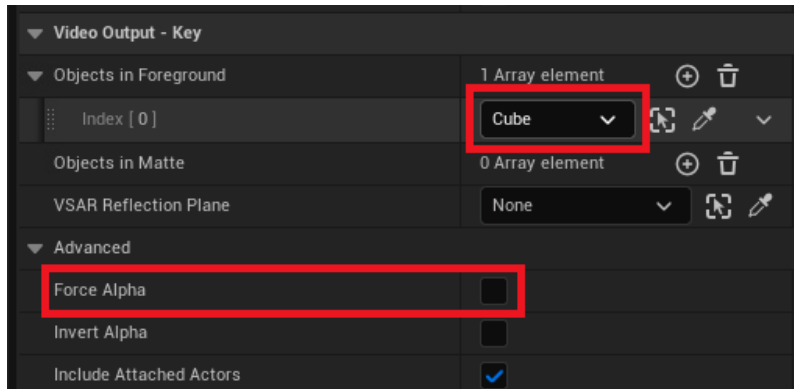 Video Output - Key
Objects in Foreground 1 Array element
Index [ 0 ] Cube
Objects in Matte 0 Array element
VSAR Reflection Plane None
Advanced
Force Alpha
Invert Alpha
Include Attached Actors